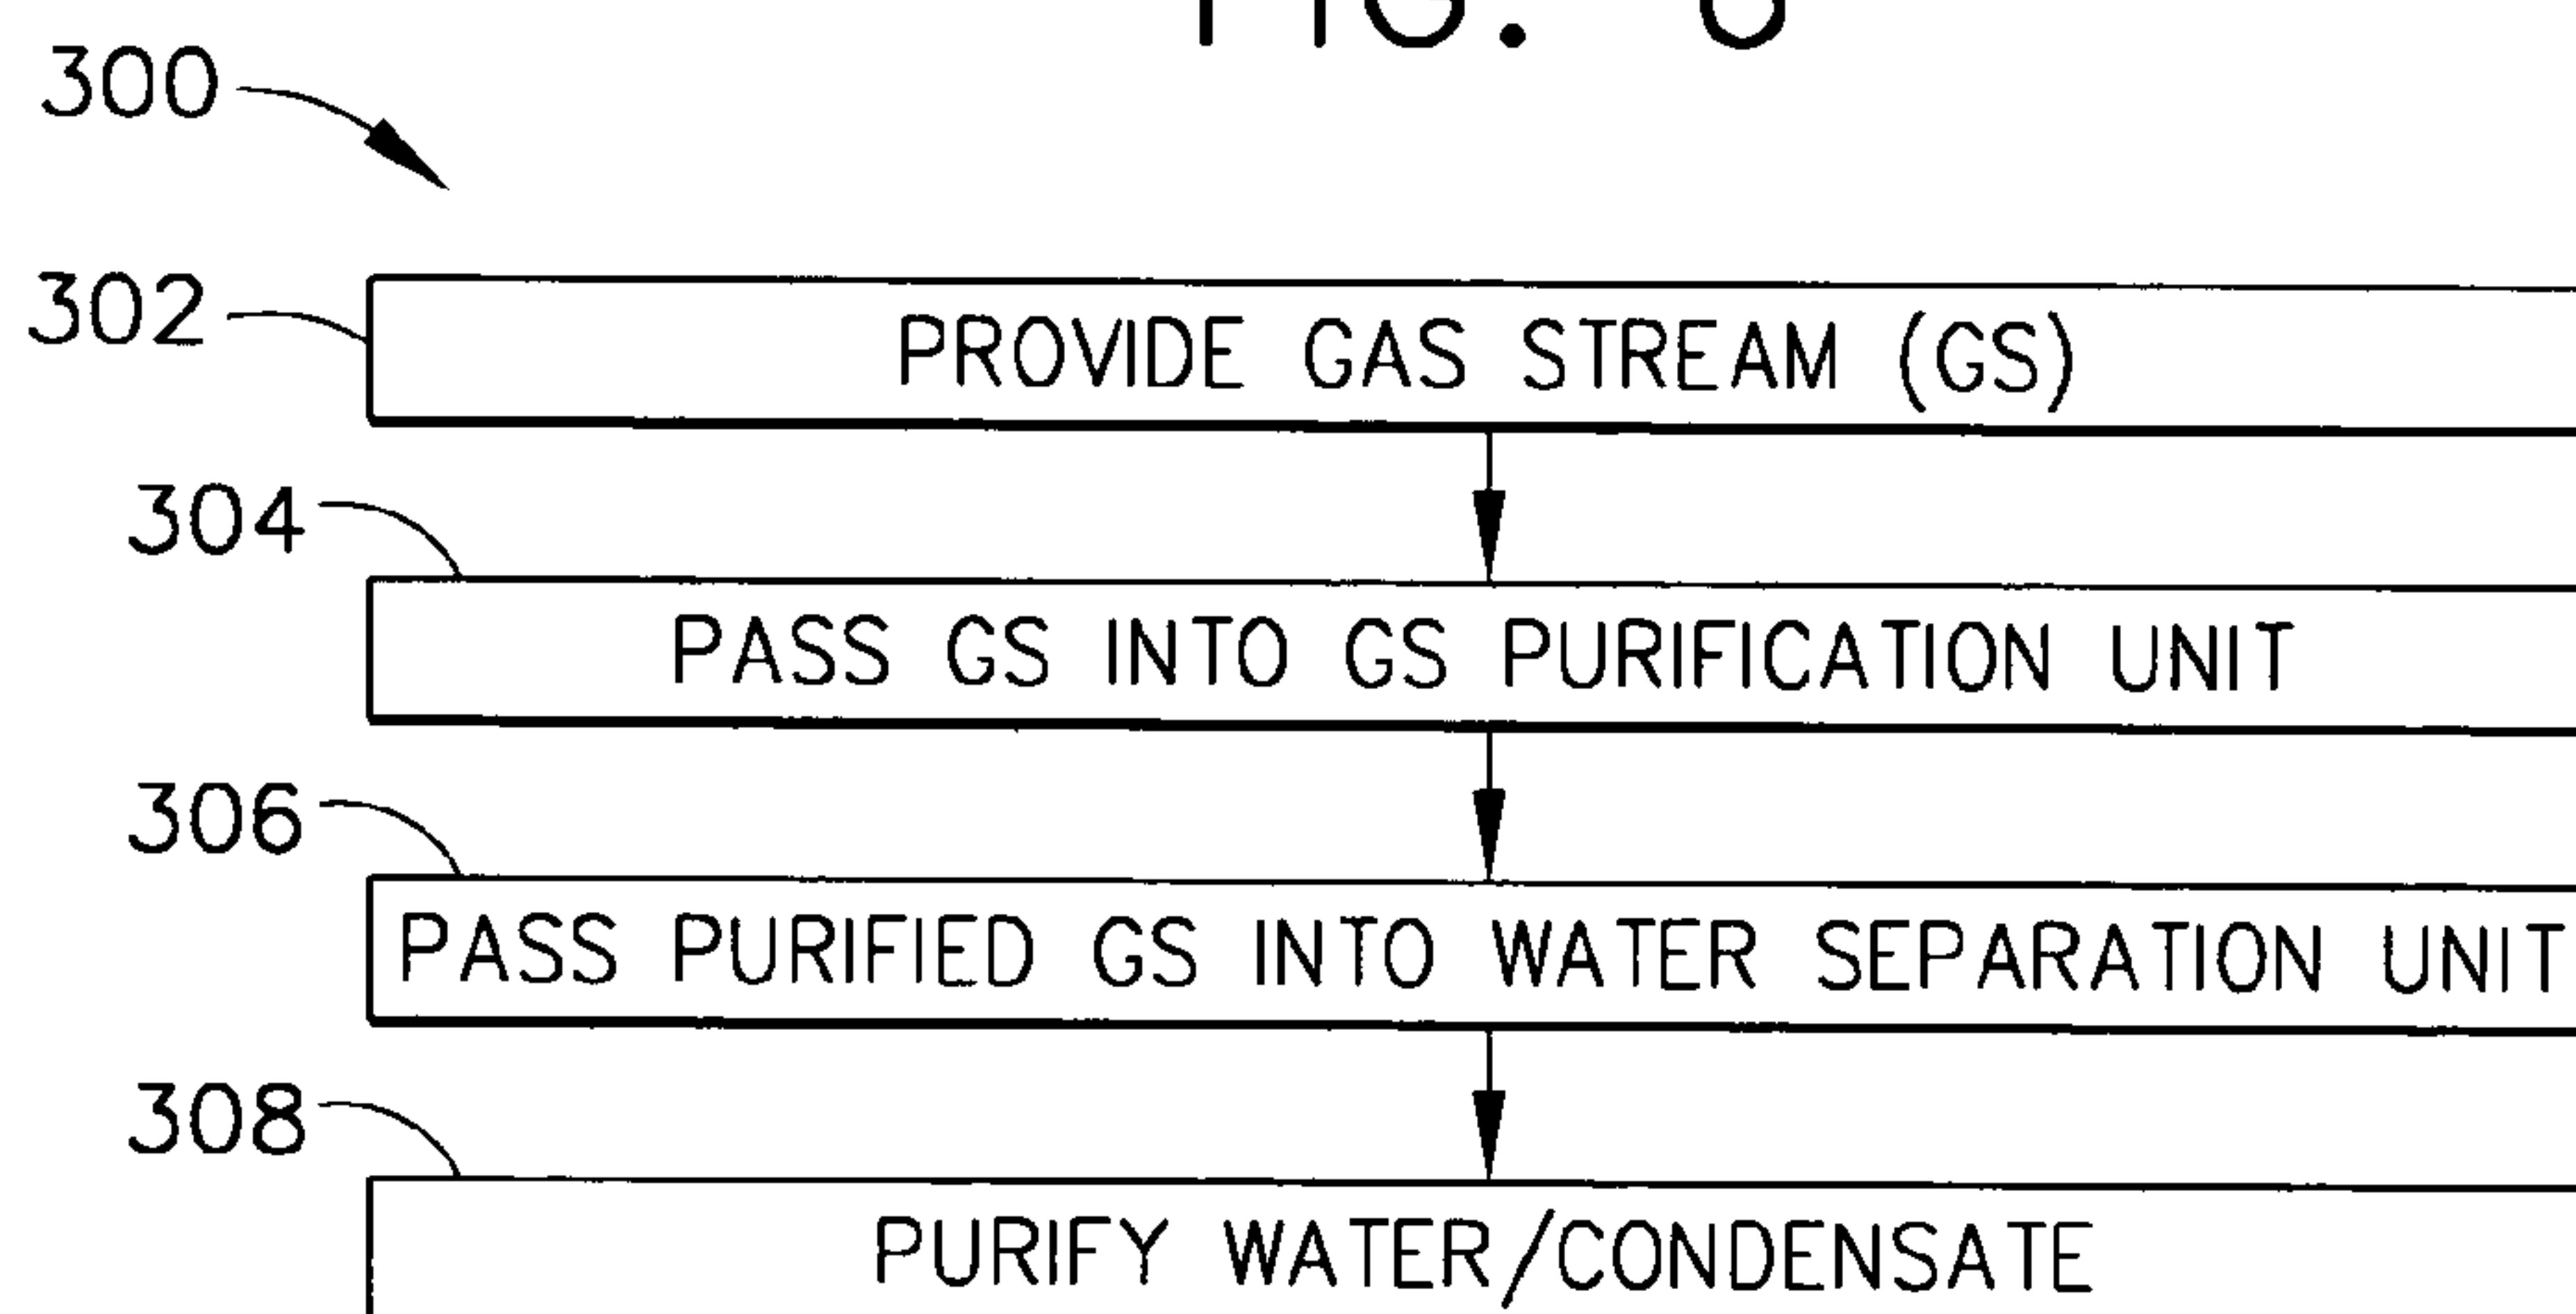 FIG.
300
302
PROVIDE GAS STREAM (GS)
304
PASS GS INTO GS PURIFICATION UNIT
306
PASS PURIFIED GS INTO WATER SEPARATION UNIT
308
PURIFY WATER/CONDENSATE